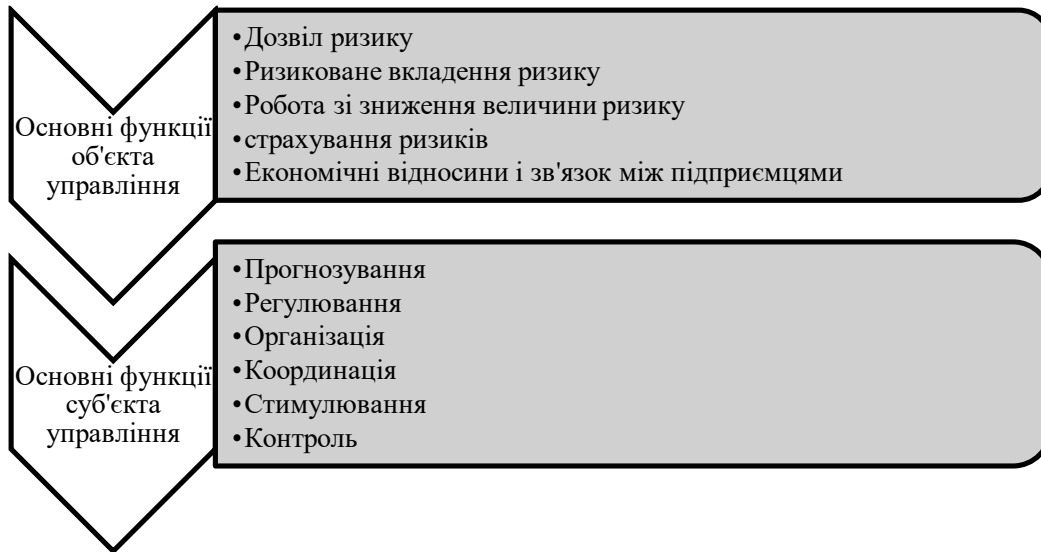 Основні функції
об'єкта
управління
•Дозвіл ризику
•Ризиковане вкладення ризику
•Робота зі зниження величини ризику
•страхування ризиків
•Економічні відносини і зв'язок між підприємцями
Основні функції
суб'єкта
управління
•Прогнозування
•Регулювання
•Організація
•Координація
•Стимулювання
•Контроль